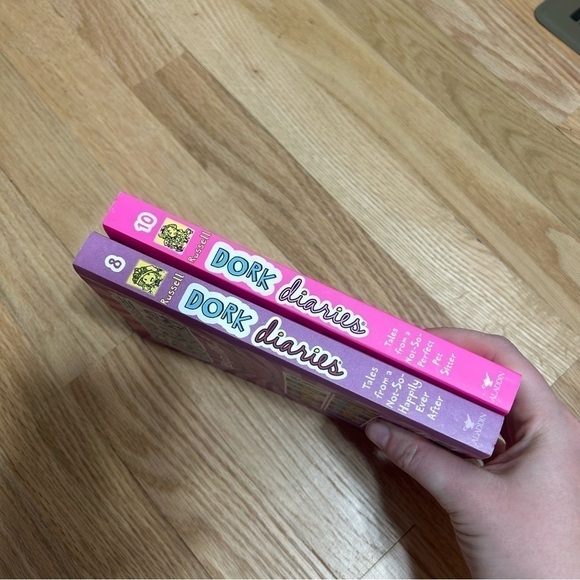 10
Russell
DORK diaries
Tales
from a
Not-So-
Perfect
Pet
Sitter
ALADDIN
8
Russell
DORK diaries
Tales
from a
Not-So-
Happily
Ever
After
ALADDIN